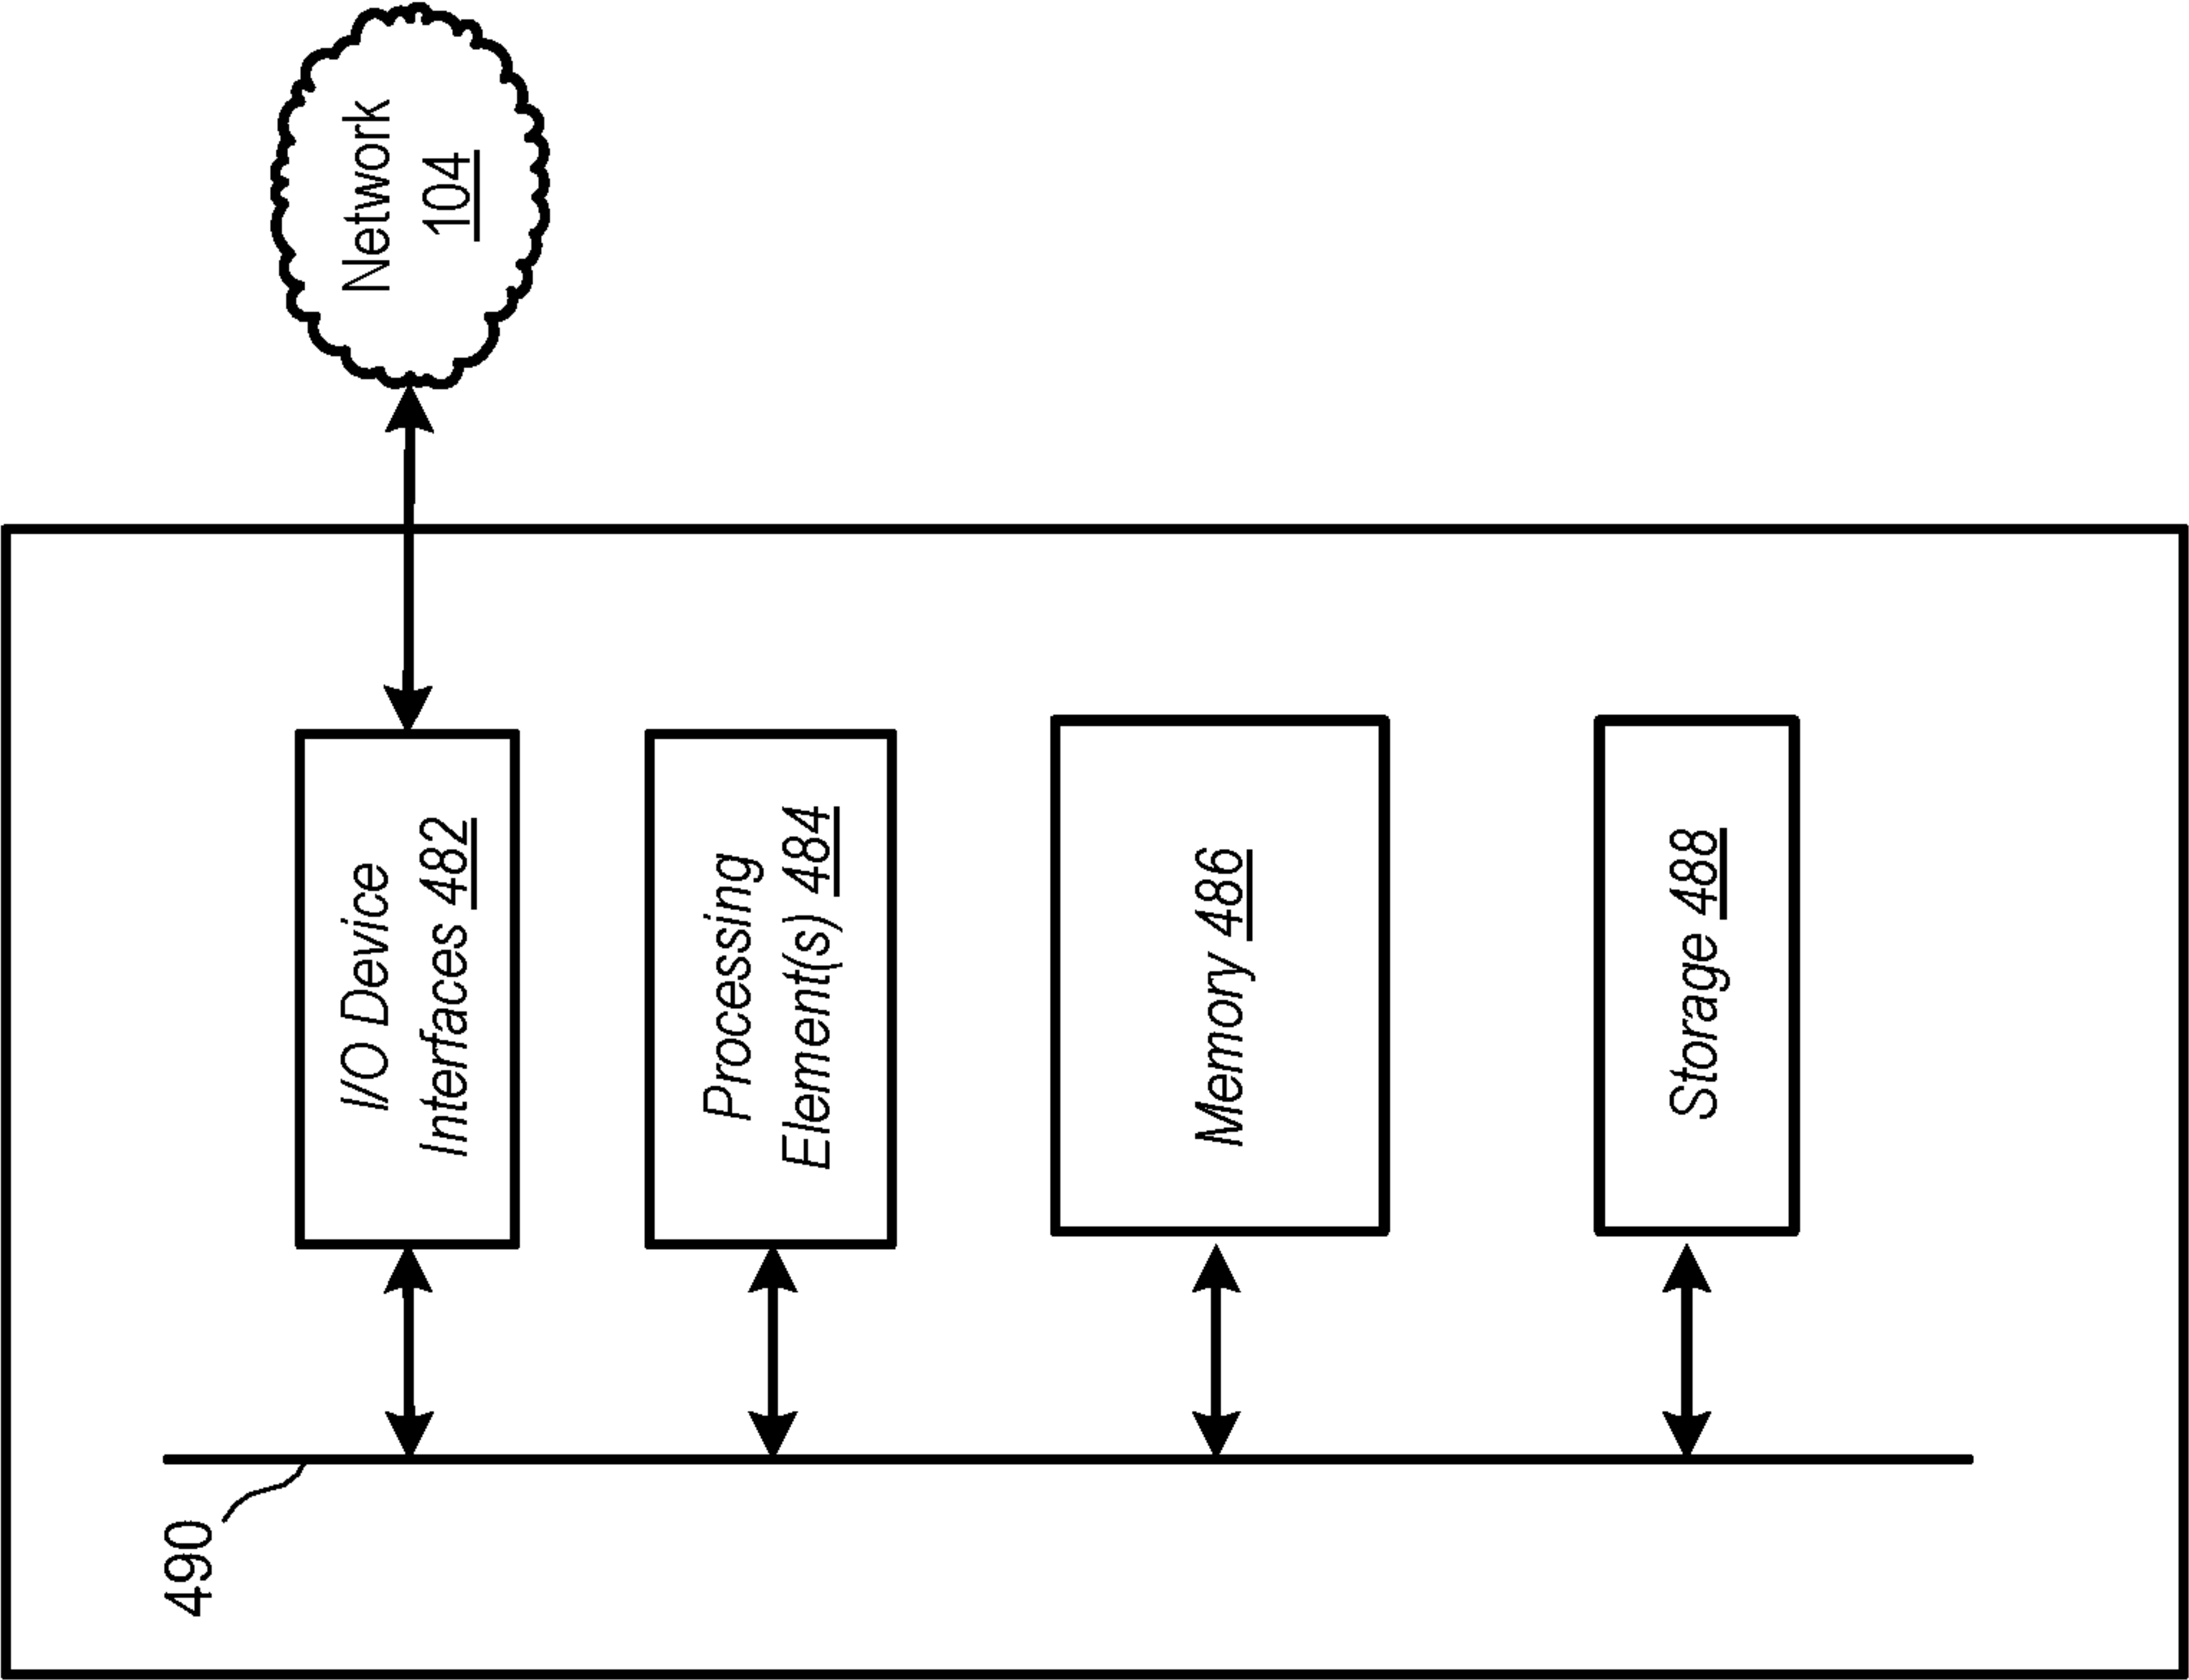 Network
104
I/O Device
Interfaces 482
Processing
Element(s) 484
Memory 486
Storage 488
490